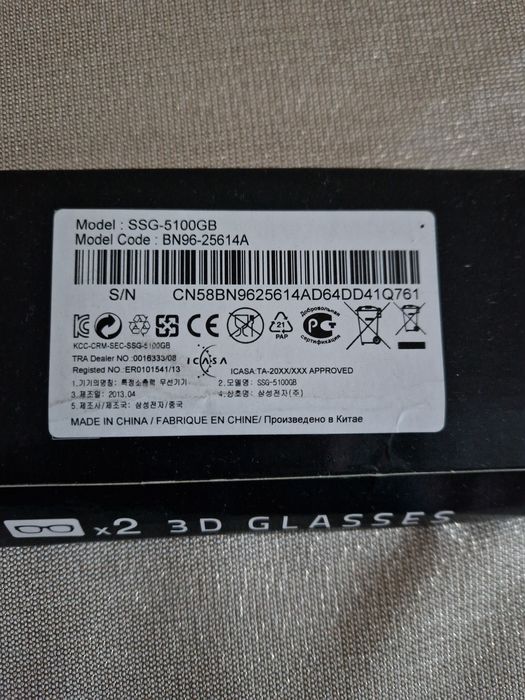 Model : SSG-5100GB
Model Code : BN96-25614A
S/N CN58BN9625614AD64DD41Q761
CE
21
PAP
Добровольная
сертификация
KCC-CRM-SEC-SSG-5100GB
TRA Dealer NO :0016333/08
Registed NO :ER0101541/13
ICASA
ICASA TA-20XX/XXX APPROVED
1.기기의명칭: 특정소출력 무선기기 2.모델명: SSG-5100GB
3.제조일: 2013.04 4.상호명: 삼성전자(주)
5.제조사/제조국: 삼성전자/중국
MADE IN CHINA / FABRIQUE EN CHINE/ Произведено в Китае
x2 3D GLASSES